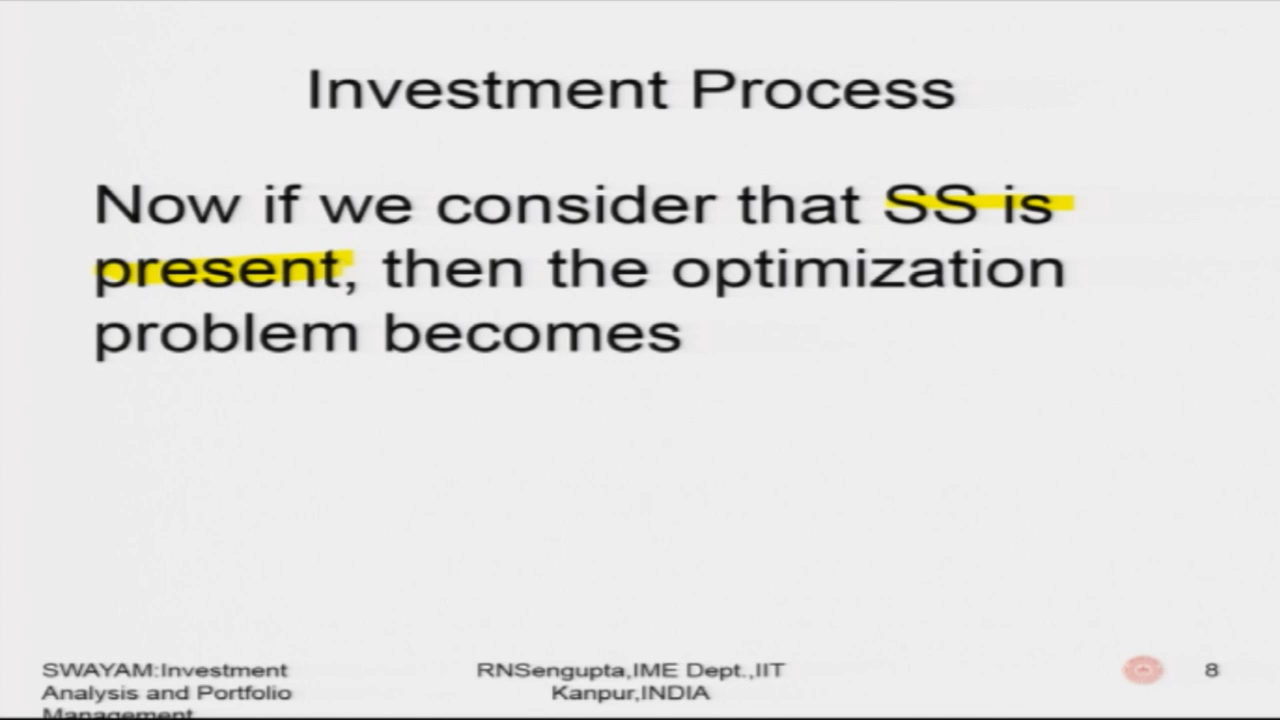 Investment Process
Now if we consider that SS is
present, then the optimization
problem becomes
SWAYAM:Investment
Analysis and Portfolio
Management
RNSengupta,IME Dept.,IIT
Kanpur,INDIA
8